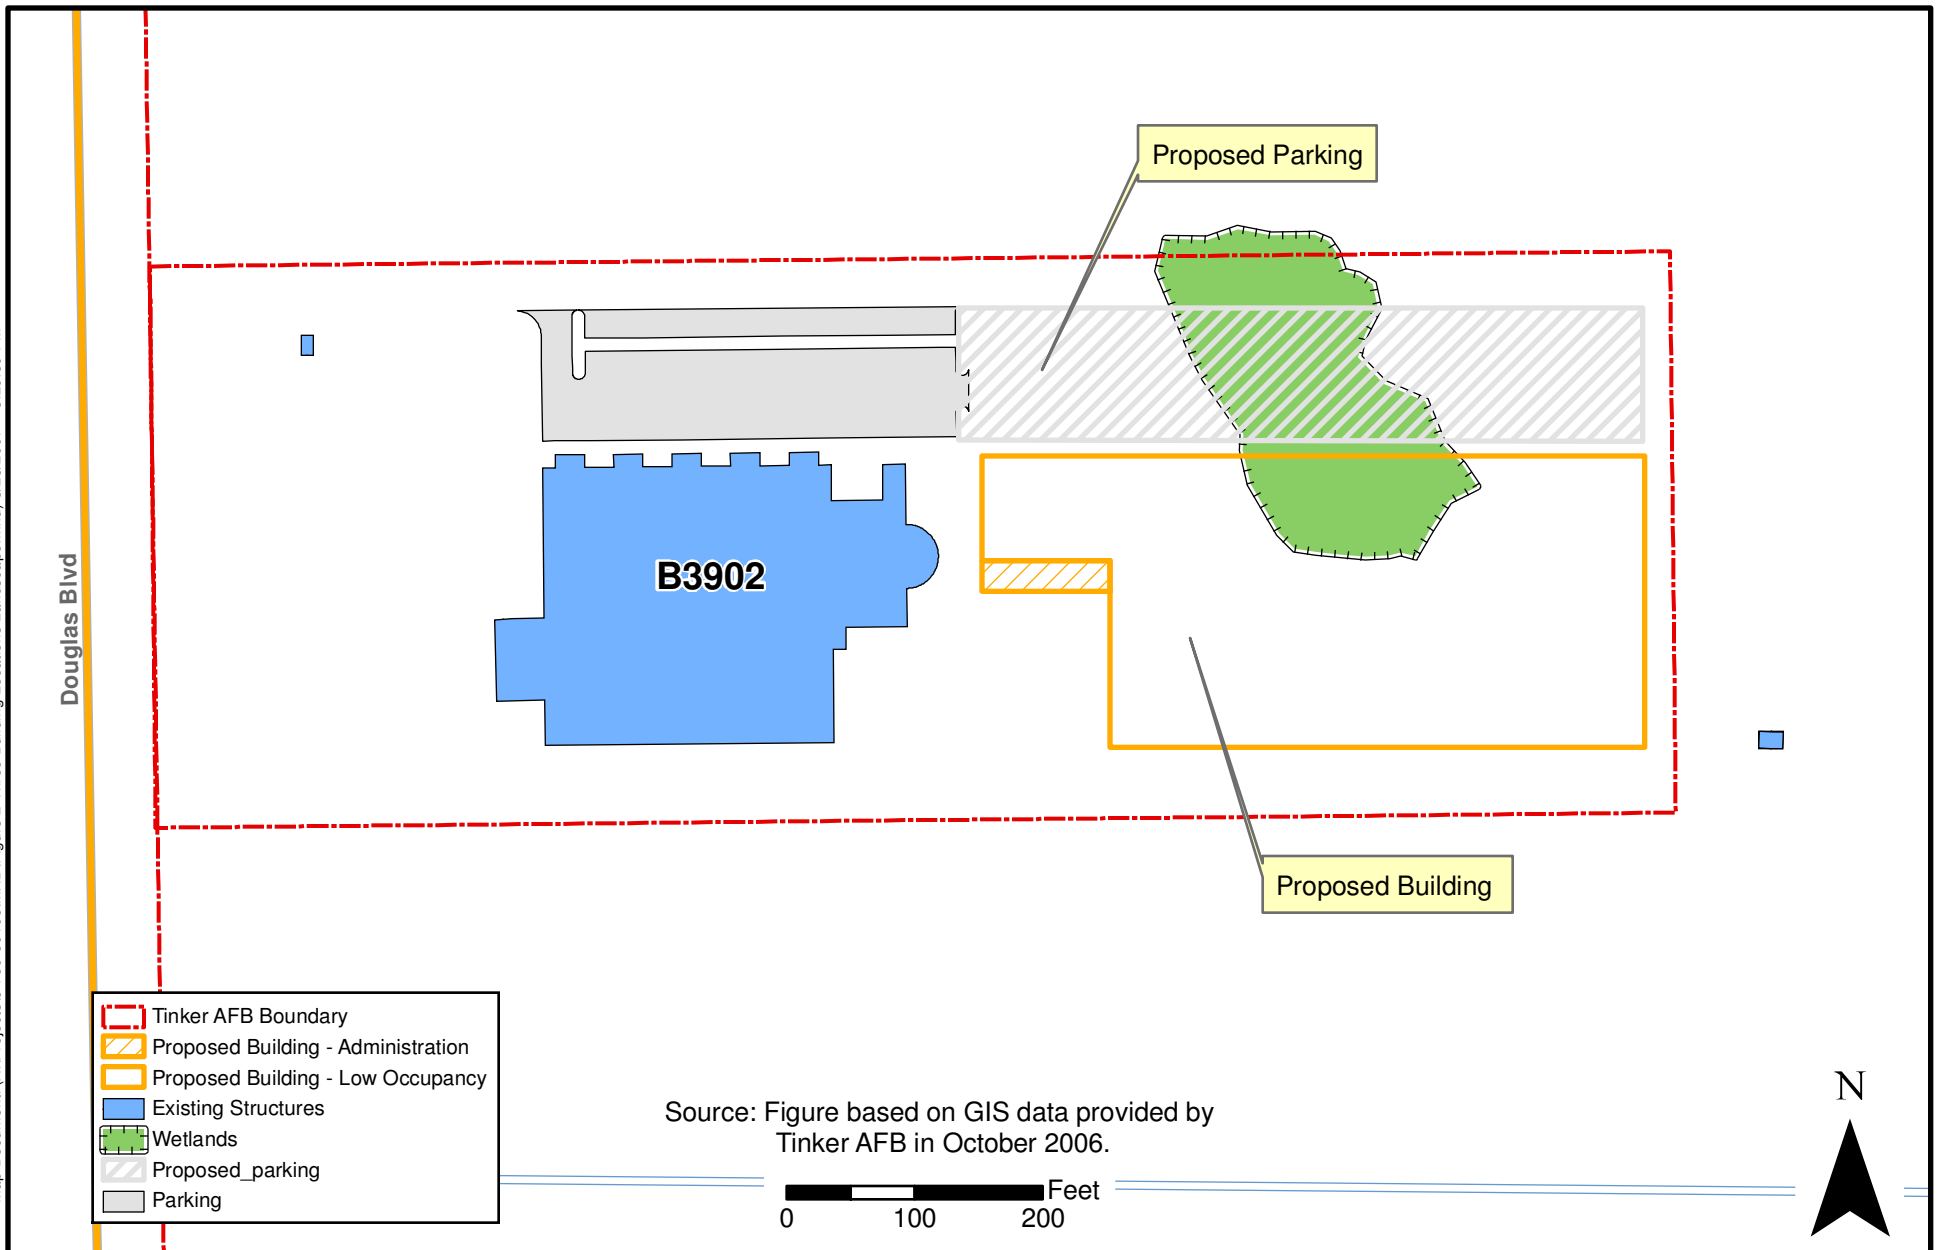 Proposed Parking
Douglas Blvd
B3902
Proposed Building
Tinker AFB Boundary
Proposed Building - Administration
Proposed Building - Low Occupancy
Existing Structures
Wetlands
Proposed_parking
Parking
Source: Figure based on GIS data provided by
Tinker AFB in October 2006.
Feet
0 100 200
N